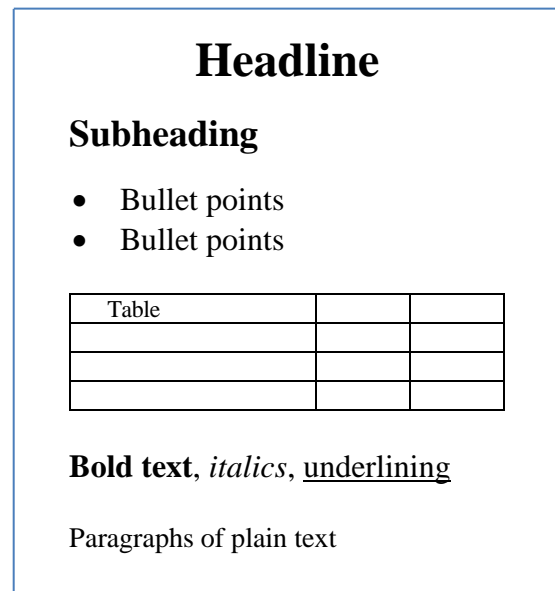 Headline
Subheading
• Bullet points
• Bullet points
Table
Bold text, italics, underlining
Paragraphs of plain text